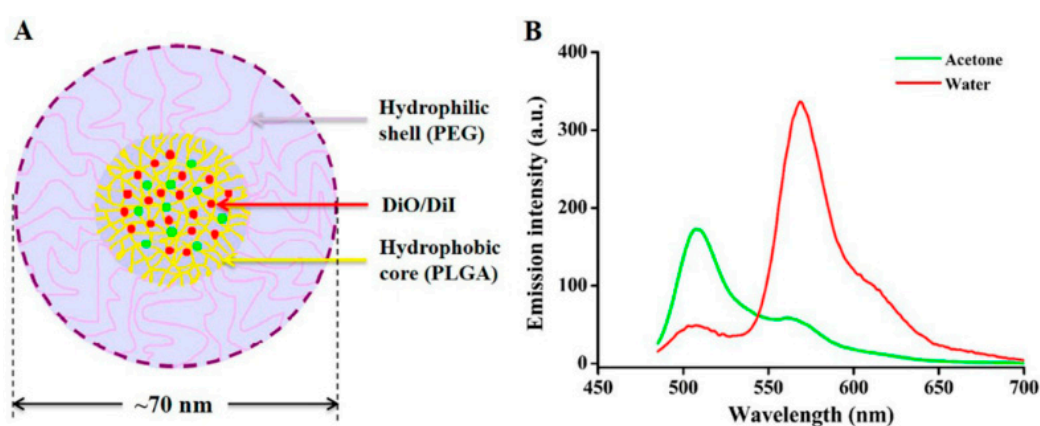 A
Hydrophilic
shell (PEG)
DiO/DiI
Hydrophobic
core (PLGA)
~70 nm
B
400
300
200
100
0
450 500 550 600 650 700
Emission intensity (a.u.)
Wavelength (nm)
Acetone
Water